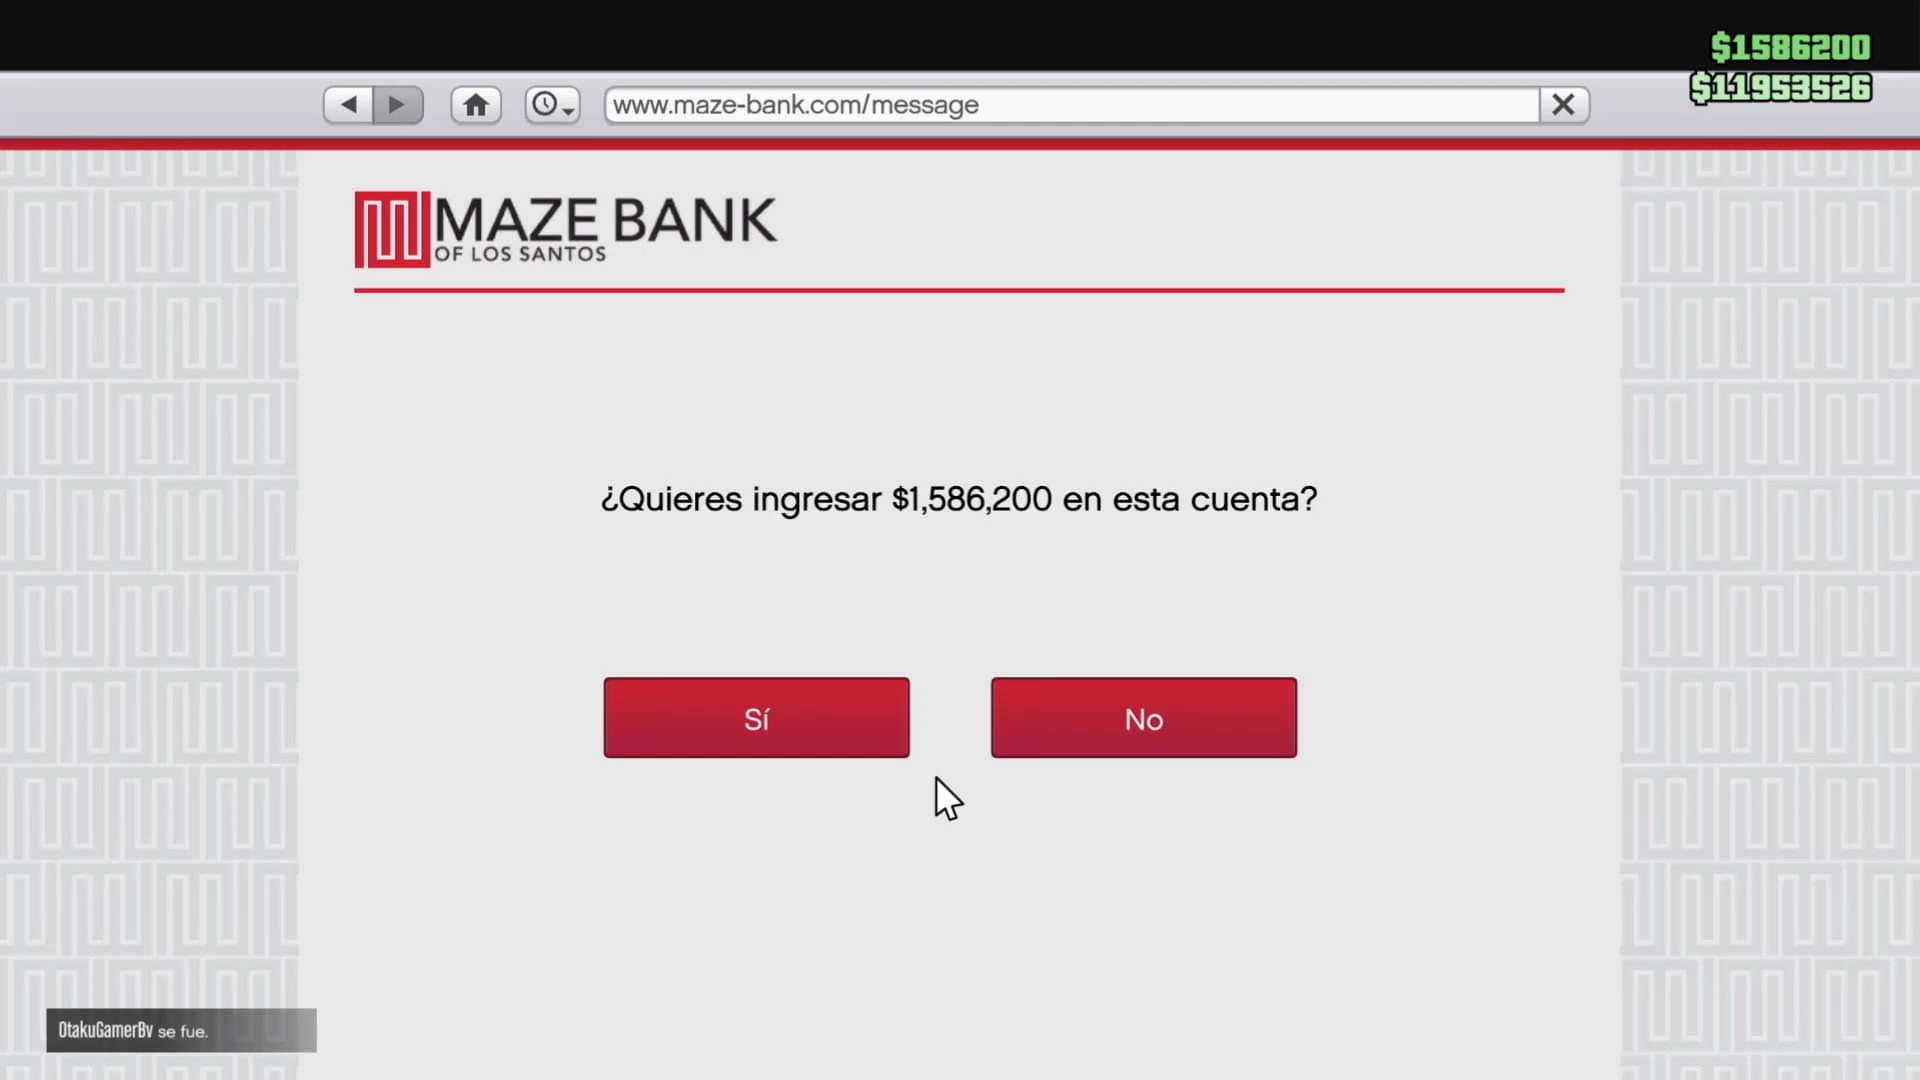 $1586200
$11953526
www.maze-bank.com/message
MAZE BANK
OF LOS SANTOS
¿Quieres ingresar $1,586,200 en esta cuenta?
Sí
No
OtakuGamerBv se fue.